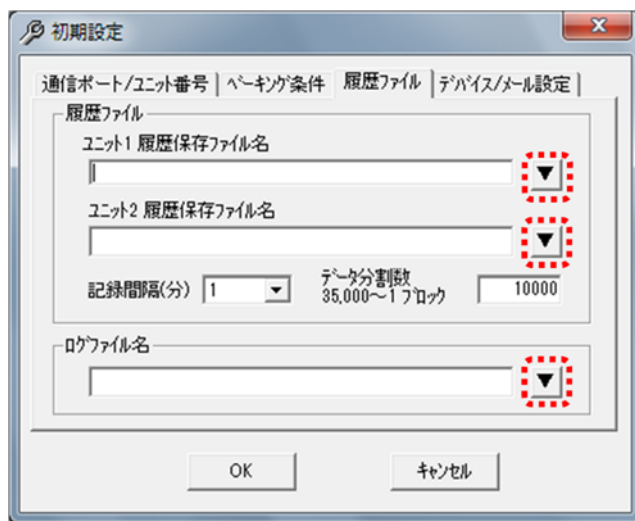 初期設定
通信ポート/ユニット番号 ベーキング条件 履歴ファイル デバイス/メール設定
履歴ファイル
ユニット1 履歴保存ファイル名
▼
ユニット2 履歴保存ファイル名
▼
記録間隔(分) 1 データ分割数 10000
35,000～1 ブロック
ログファイル名
▼
OK キャンセル